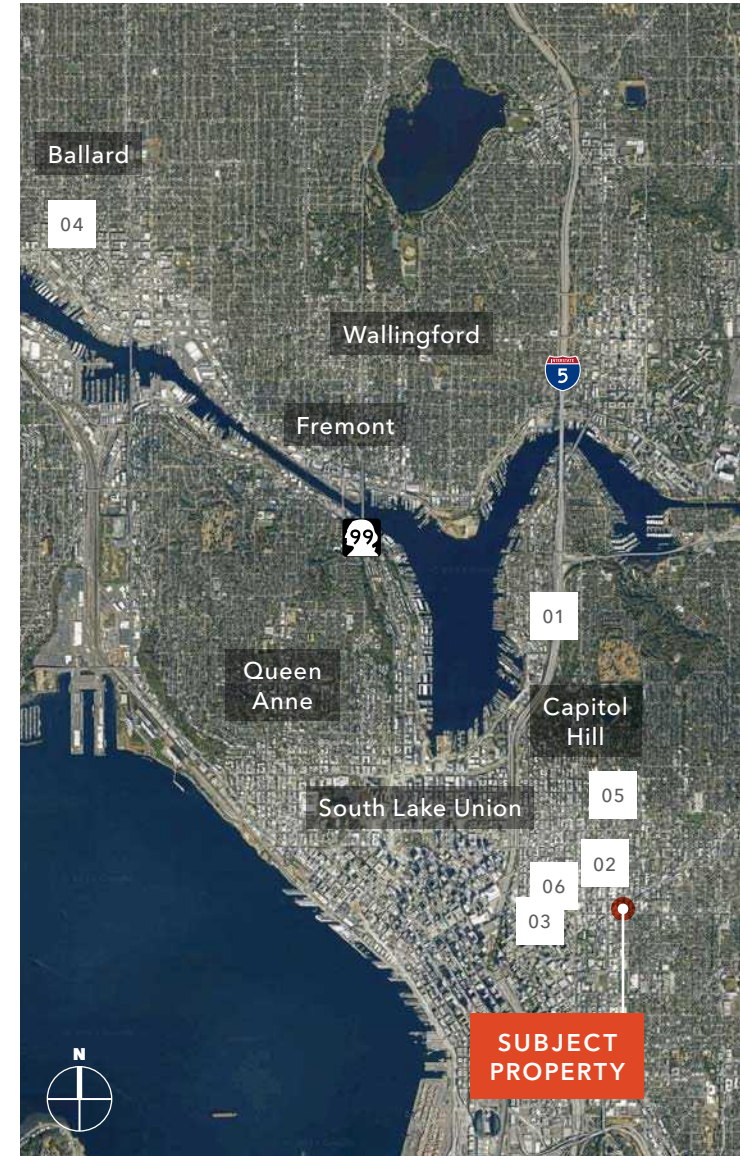 Ballard
04
Wallingford
INTERSTATE
5
Fremont
99
01
Queen
Anne
Capitol
Hill
05
South Lake Union
02
06
03
SUBJECT
PROPERTY
N